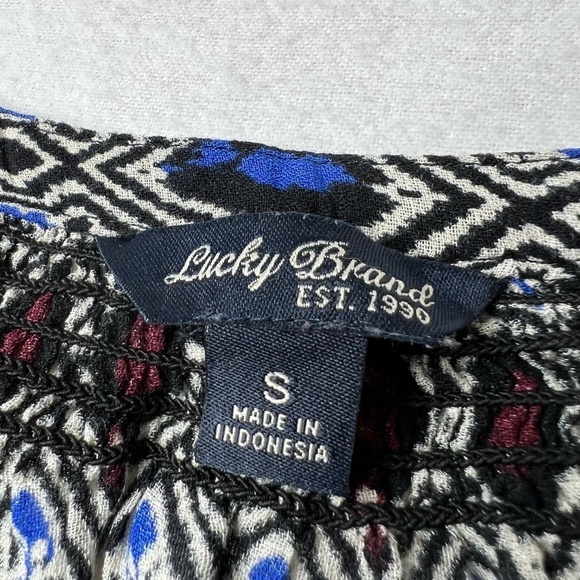 Lucky Brand
EST. 1990
S
MADE IN
INDONESIA